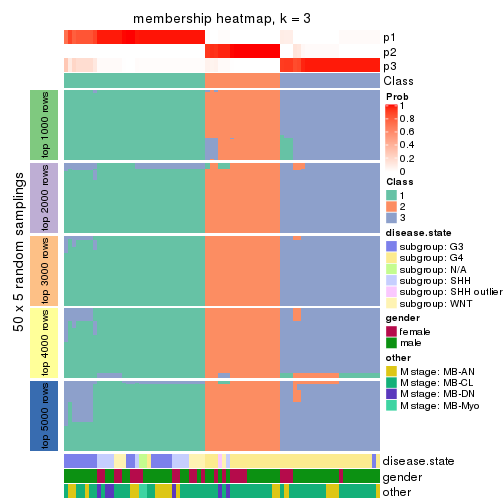 membership heatmap, k = 3
p1
p2
p3
Class
50 x 5 random samplings
top 1000 rows
top 2000 rows
top 3000 rows
top 4000 rows
top 5000 rows
disease.state
gender
other
Prob
1
0.8
0.6
0.4
0.2
0
Class
1
2
3
disease.state
subgroup: G3
subgroup: G4
subgroup: N/A
subgroup: SHH
subgroup: SHH outlier
subgroup: WNT
gender
female
male
other
M stage: MB-AN
M stage: MB-CL
M stage: MB-DN
M stage: MB-Myo